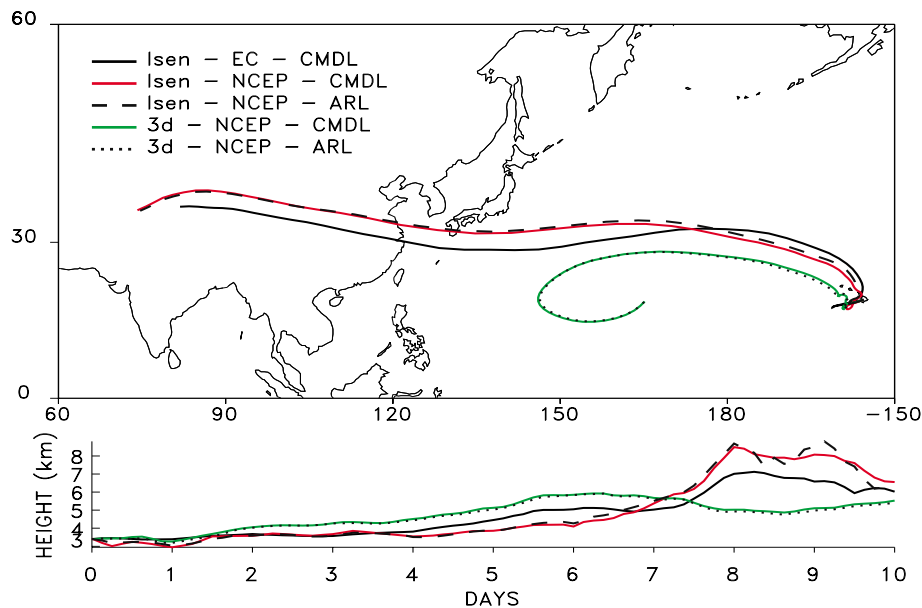 60
30
0
Isen – EC – CMDL
Isen – NCEP – CMDL
Isen – NCEP – ARL
3d – NCEP – CMDL
3d – NCEP – ARL
60 90 120 150 180 -150
HEIGHT (km)
8
7
6
5
4
3
0 1 2 3 4 5 6 7 8 9 10
DAYS